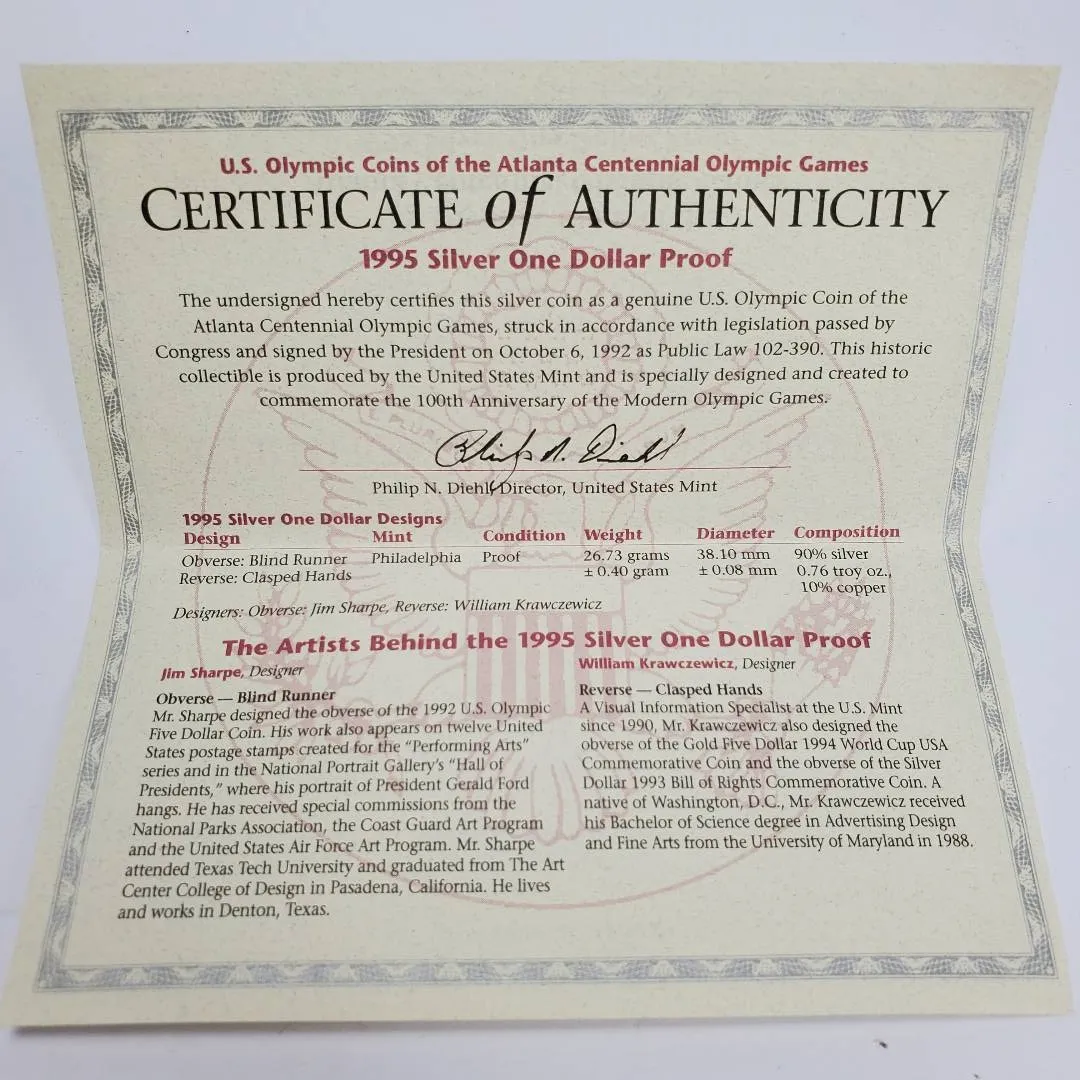 U.S. Olympic Coins of the Atlanta Centennial Olympic Games
CERTIFICATE of AUTHENTICITY
1995 Silver One Dollar Proof
The undersigned hereby certifies this silver coin as a genuine U.S. Olympic Coin of the
Atlanta Centennial Olympic Games, struck in accordance with legislation passed by
Congress and signed by the President on October 6, 1992 as Public Law 102-390. This historic
collectible is produced by the United States Mint and is specially designed and created to
commemorate the 100th Anniversary of the Modern Olympic Games.
Philip N. Diehl
Philip N. Diehl, Director, United States Mint
1995 Silver One Dollar Designs
Design Mint Condition Weight Diameter Composition
Obverse: Blind Runner Philadelphia Proof 26.73 grams 38.10 mm 90% silver
Reverse: Clasped Hands ± 0.40 gram ± 0.08 mm 0.76 troy oz.,
10% copper
Designers: Obverse: Jim Sharpe, Reverse: William Krawczewicz
The Artists Behind the 1995 Silver One Dollar Proof
Jim Sharpe, Designer
Obverse — Blind Runner
Mr. Sharpe designed the obverse of the 1992 U.S. Olympic
Five Dollar Coin. His work also appears on twelve United
States postage stamps created for the “Performing Arts”
series and in the National Portrait Gallery's “Hall of
Presidents,” where his portrait of President Gerald Ford
hangs. He has received special commissions from the
National Parks Association, the Coast Guard Art Program
and the United States Air Force Art Program. Mr. Sharpe
attended Texas Tech University and graduated from The Art
Center College of Design in Pasadena, California. He lives
and works in Denton, Texas.
William Krawczewicz, Designer
Reverse — Clasped Hands
A Visual Information Specialist at the U.S. Mint
since 1990, Mr. Krawczewicz also designed the
obverse of the Gold Five Dollar 1994 World Cup USA
Commemorative Coin and the obverse of the Silver
Dollar 1993 Bill of Rights Commemorative Coin. A
native of Washington, D.C., Mr. Krawczewicz received
his Bachelor of Science degree in Advertising Design
and Fine Arts from the University of Maryland in 1988.